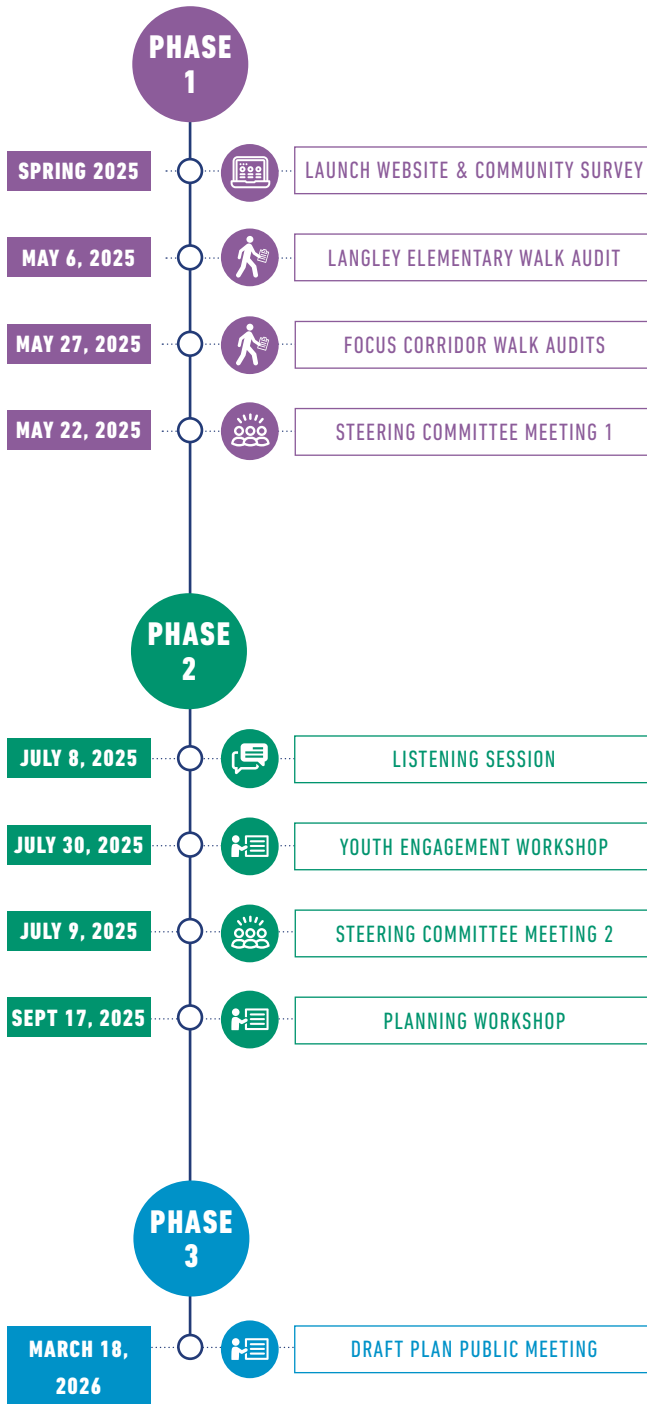 PHASE
1
SPRING 2025
LAUNCH WEBSITE & COMMUNITY SURVEY
MAY 6, 2025
LANGLEY ELEMENTARY WALK AUDIT
MAY 27, 2025
FOCUS CORRIDOR WALK AUDITS
MAY 22, 2025
STEERING COMMITTEE MEETING 1
PHASE
2
JULY 8, 2025
LISTENING SESSION
JULY 30, 2025
YOUTH ENGAGEMENT WORKSHOP
JULY 9, 2025
STEERING COMMITTEE MEETING 2
SEPT 17, 2025
PLANNING WORKSHOP
PHASE
3
MARCH 18,
2026
DRAFT PLAN PUBLIC MEETING